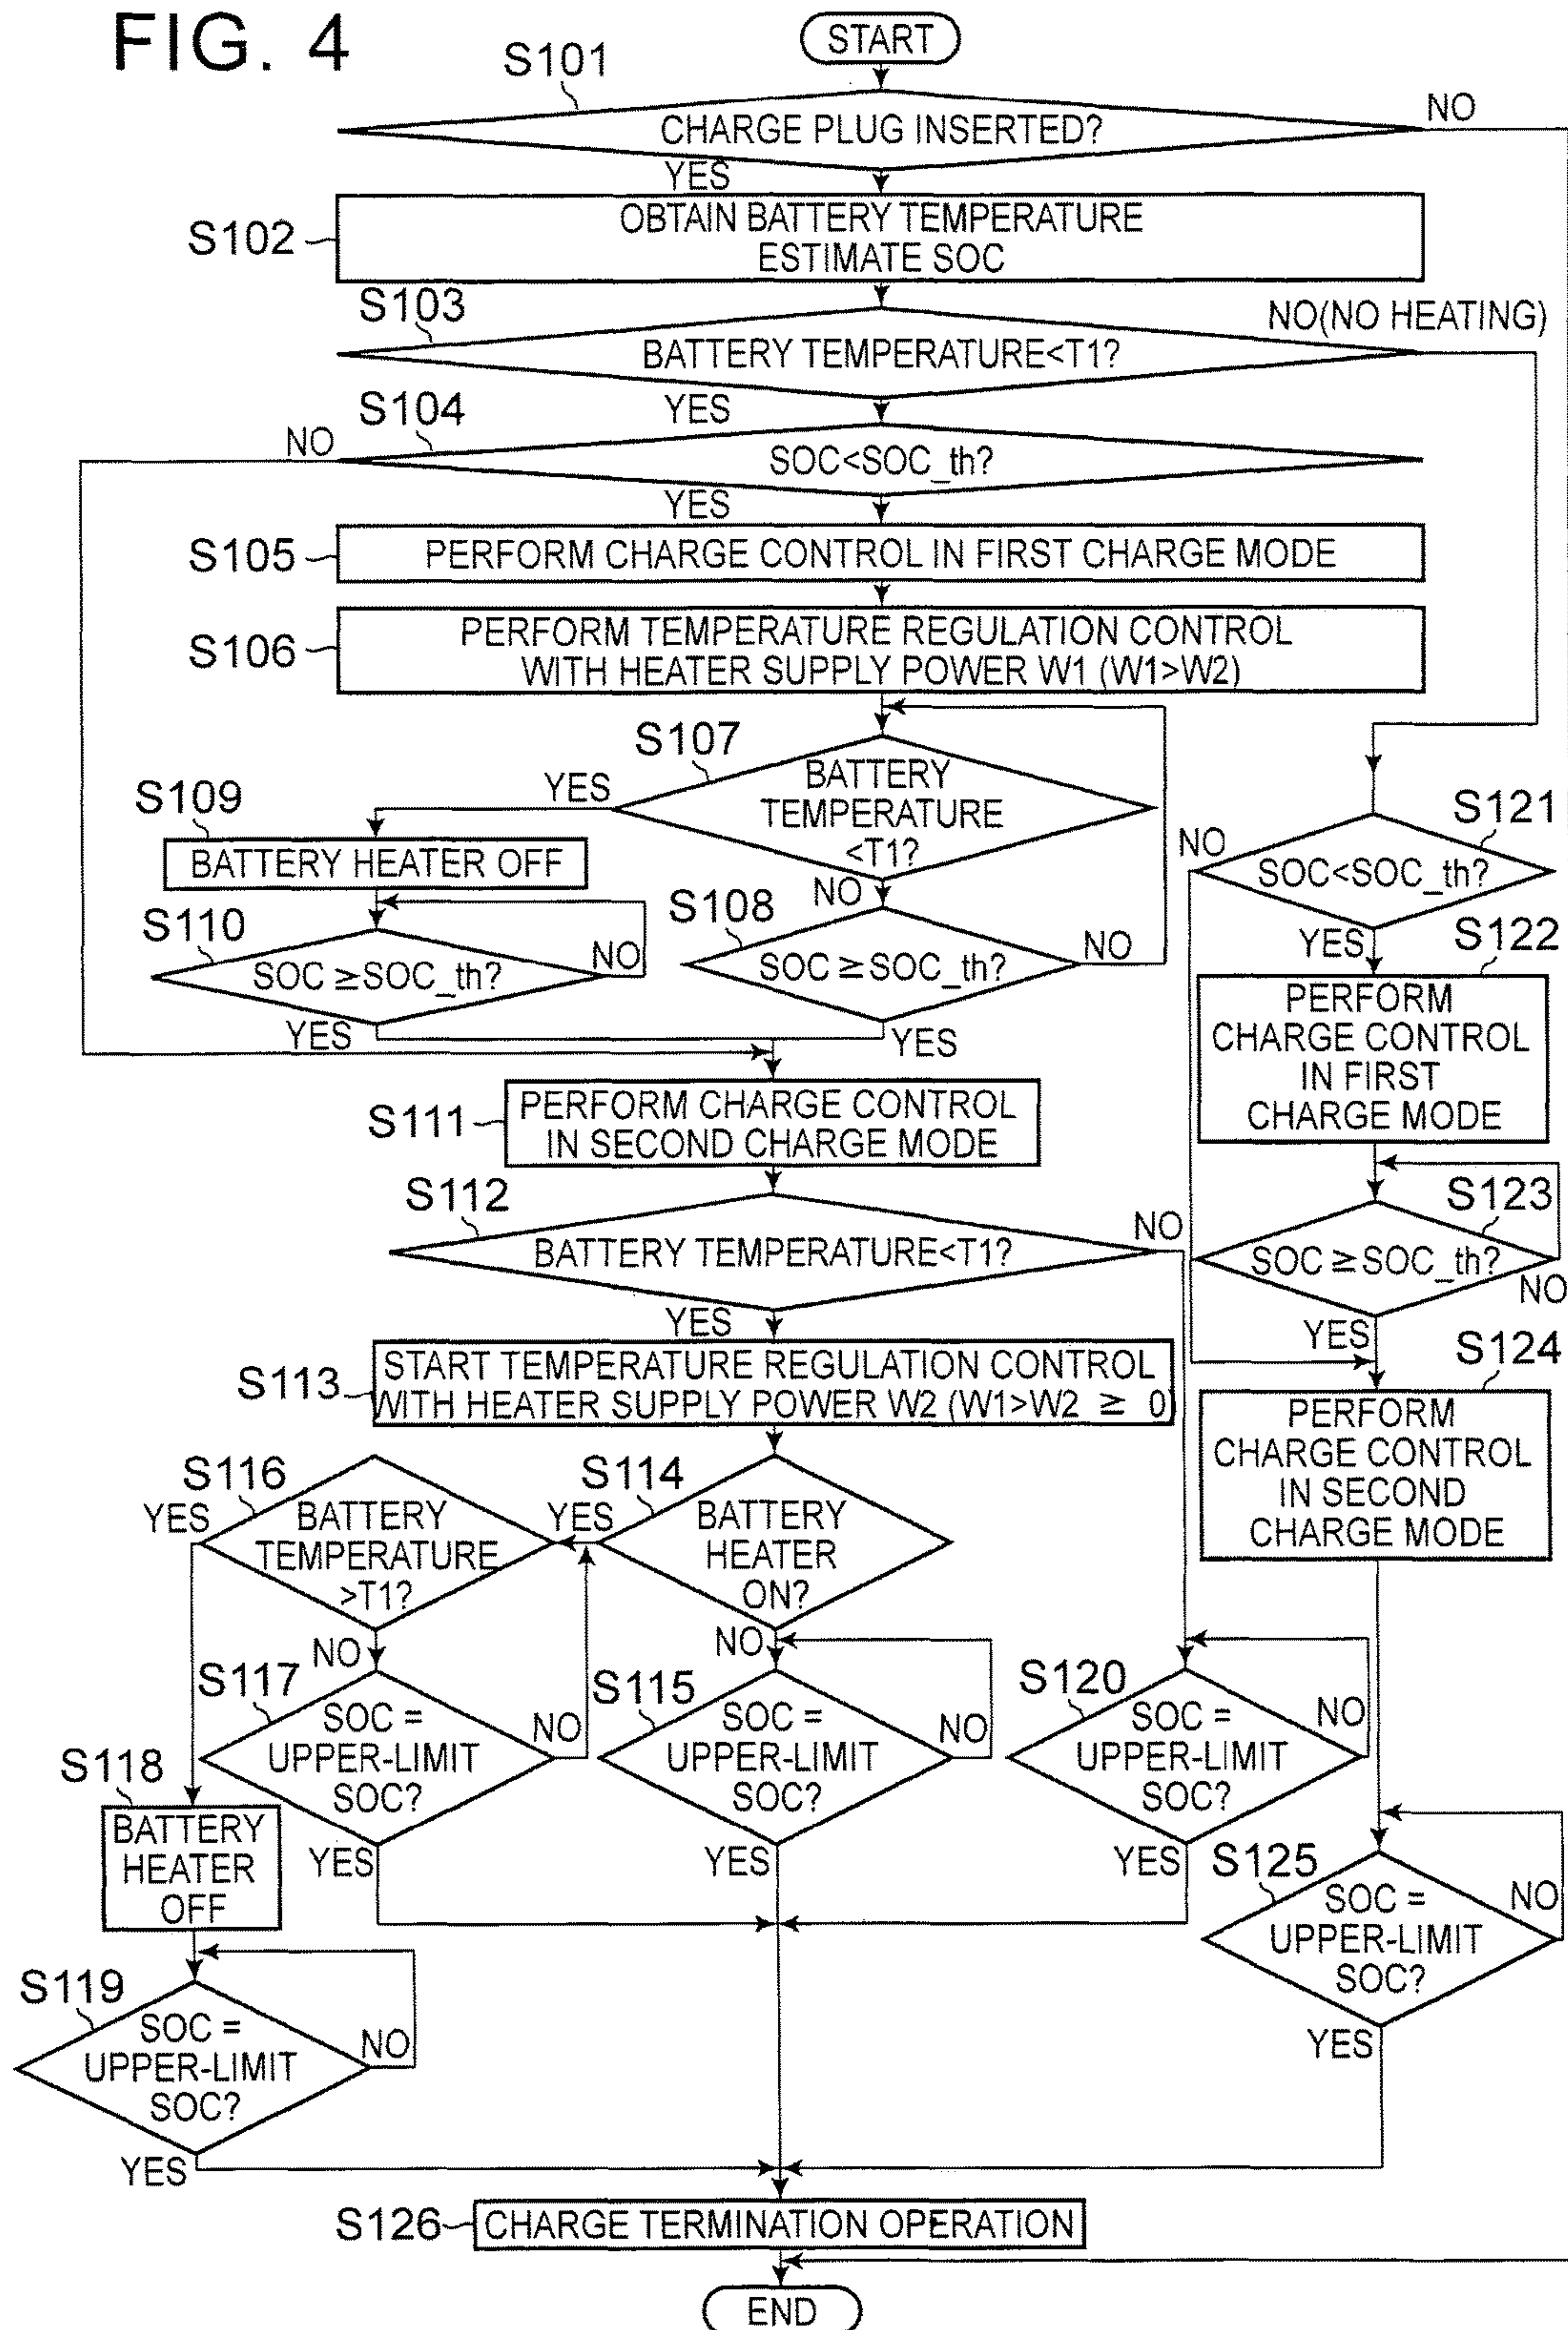 FIG. 4
START
S101
CHARGE PLUG INSERTED?
NO
YES
S102
OBTAIN BATTERY TEMPERATURE
ESTIMATE SOC
S103
NO(NO HEATING)
BATTERY TEMPERATURE<T1?
YES
S104
NO
SOC<SOC_th?
YES
S105
PERFORM CHARGE CONTROL IN FIRST CHARGE MODE
S106
PERFORM TEMPERATURE REGULATION CONTROL
WITH HEATER SUPPLY POWER W1 (W1>W2)
S107
BATTERY
TEMPERATURE
<T1?
YES
NO
S109
BATTERY HEATER OFF
S108
SOC ≧SOC_th?
NO
YES
S110
SOC ≧SOC_th?
NO
YES
S111
PERFORM CHARGE CONTROL
IN SECOND CHARGE MODE
S112
BATTERY TEMPERATURE<T1?
NO
YES
S113
START TEMPERATURE REGULATION CONTROL
WITH HEATER SUPPLY POWER W2 (W1>W2 ≧ 0)
S114
BATTERY
HEATER
ON?
YES
NO
S116
BATTERY
TEMPERATURE
>T1?
YES
NO
S117
SOC =
UPPER-LIMIT
SOC?
NO
YES
S115
SOC =
UPPER-LIMIT
SOC?
NO
YES
S120
SOC =
UPPER-LIMIT
SOC?
NO
YES
S118
BATTERY
HEATER
OFF
S119
SOC =
UPPER-LIMIT
SOC?
NO
YES
S121
SOC<SOC_th?
NO
YES
S122
PERFORM
CHARGE CONTROL
IN FIRST
CHARGE MODE
S123
SOC ≧SOC_th?
NO
YES
S124
PERFORM
CHARGE CONTROL
IN SECOND
CHARGE MODE
S125
SOC =
UPPER-LIMIT
SOC?
NO
YES
S126
CHARGE TERMINATION OPERATION
END